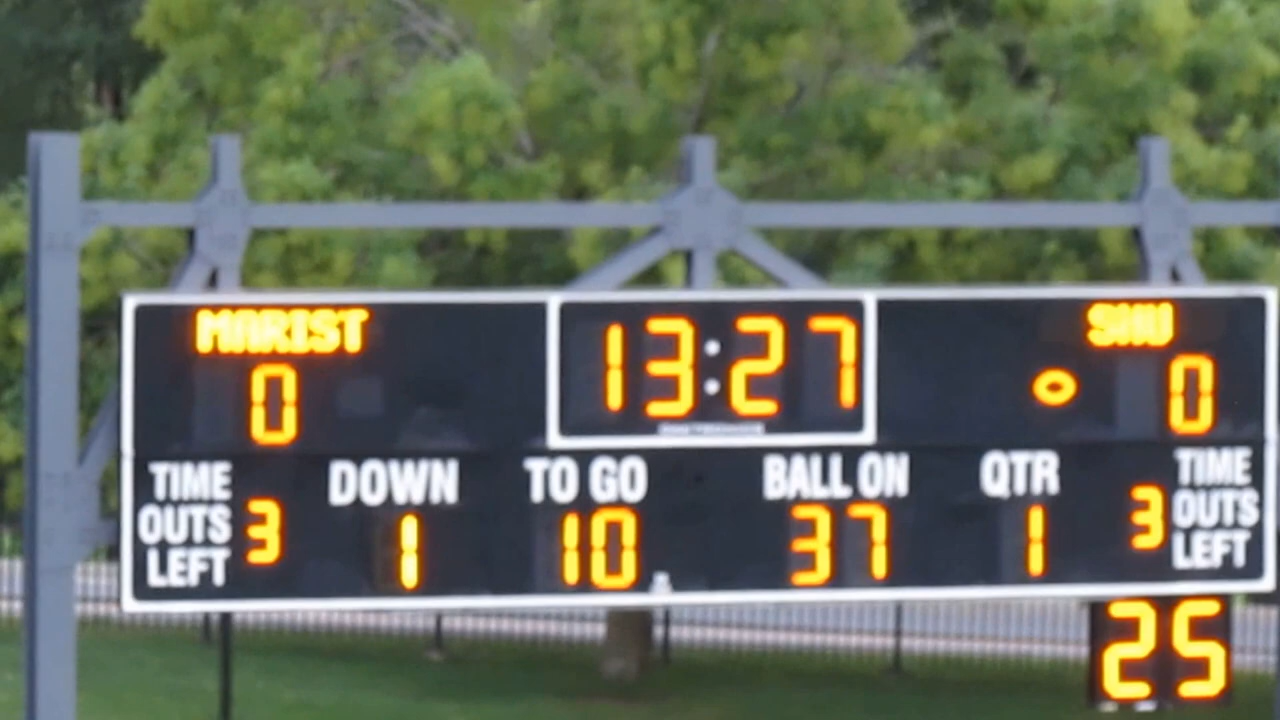 MARIST 13:27 SHU
0 0
TIME OUTS LEFT 3
DOWN 1
TO GO 10
BALL ON 37
QTR 1
3 TIME OUTS LEFT
25